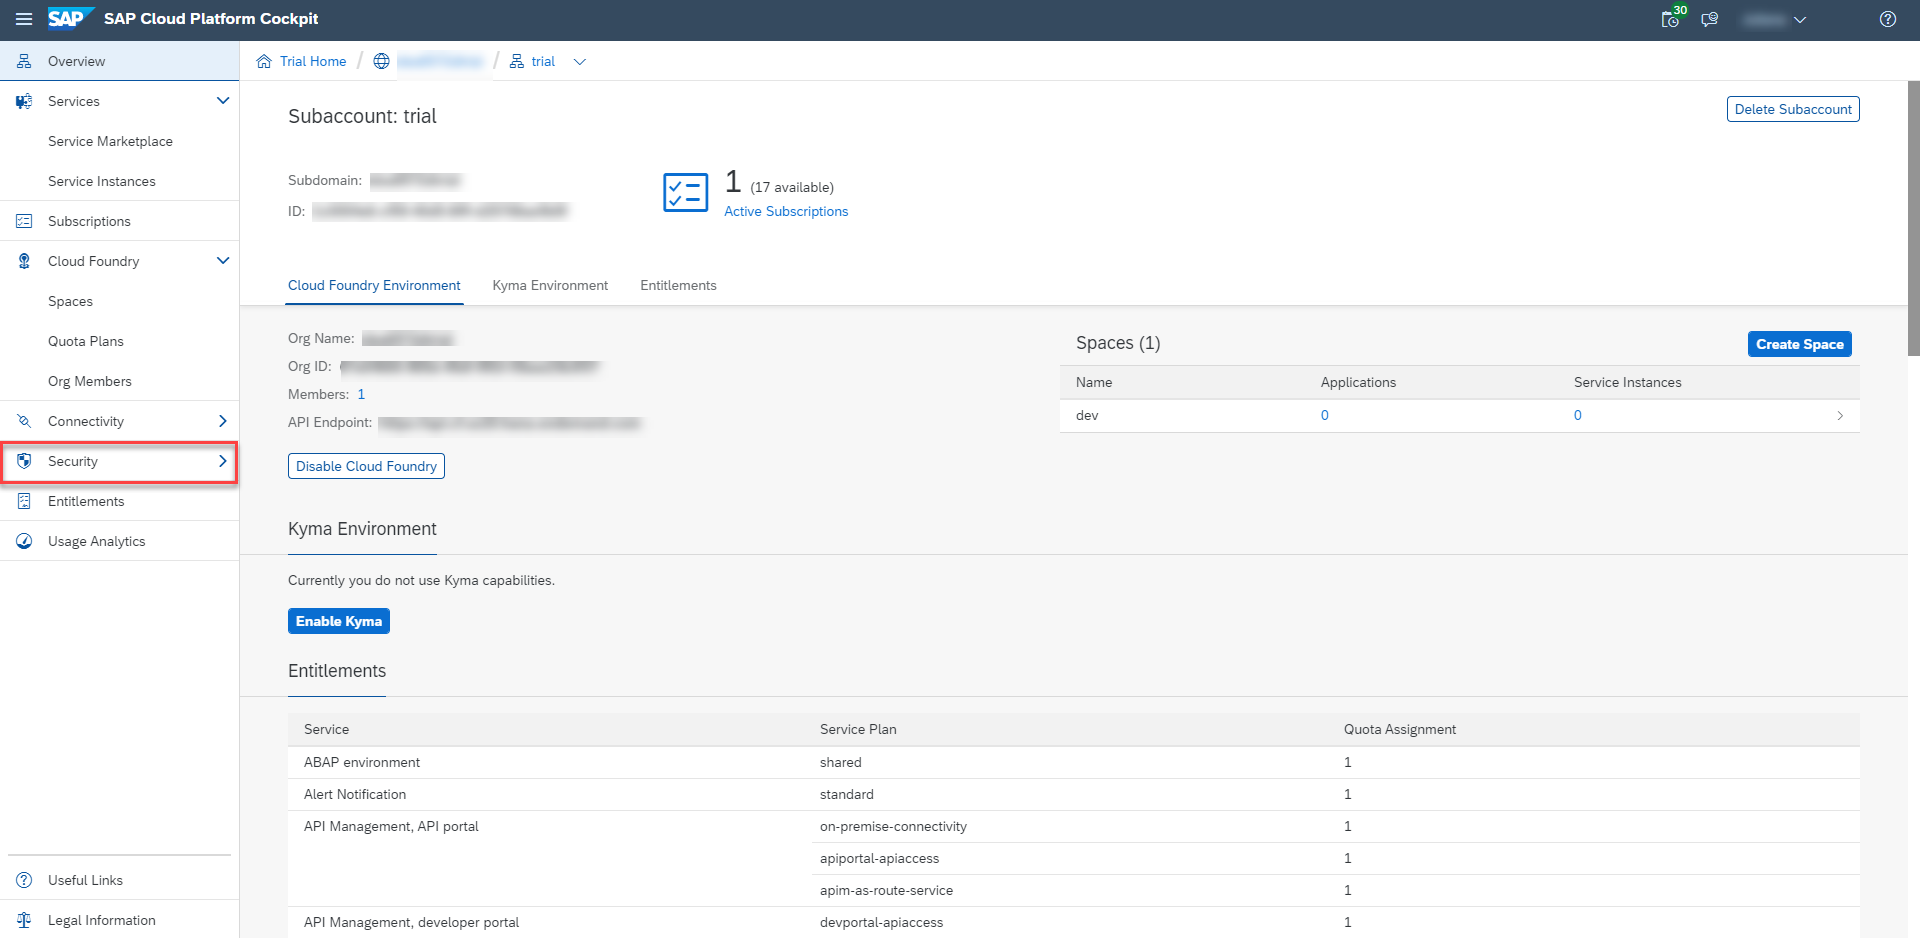 SAP SAP Cloud Platform Cockpit
30
Overview
Services
Service Marketplace
Service Instances
Subscriptions
Cloud Foundry
Spaces
Quota Plans
Org Members
Connectivity
Security
Entitlements
Usage Analytics
Useful Links
Legal Information
Trial Home / / trial
Subaccount: trial
Delete Subaccount
Subdomain:
ID:
1 (17 available)
Active Subscriptions
Cloud Foundry Environment Kyma Environment Entitlements
Org Name:
Org ID:
Members: 1
API Endpoint:
Disable Cloud Foundry
Spaces (1)
Create Space
Name Applications Service Instances
dev 0 0
Kyma Environment
Currently you do not use Kyma capabilities.
Enable Kyma
Entitlements
Service Service Plan Quota Assignment
ABAP environment shared 1
Alert Notification standard 1
API Management, API portal on-premise-connectivity 1
apiportal-apiaccess 1
apim-as-route-service 1
API Management, developer portal devportal-apiaccess 1